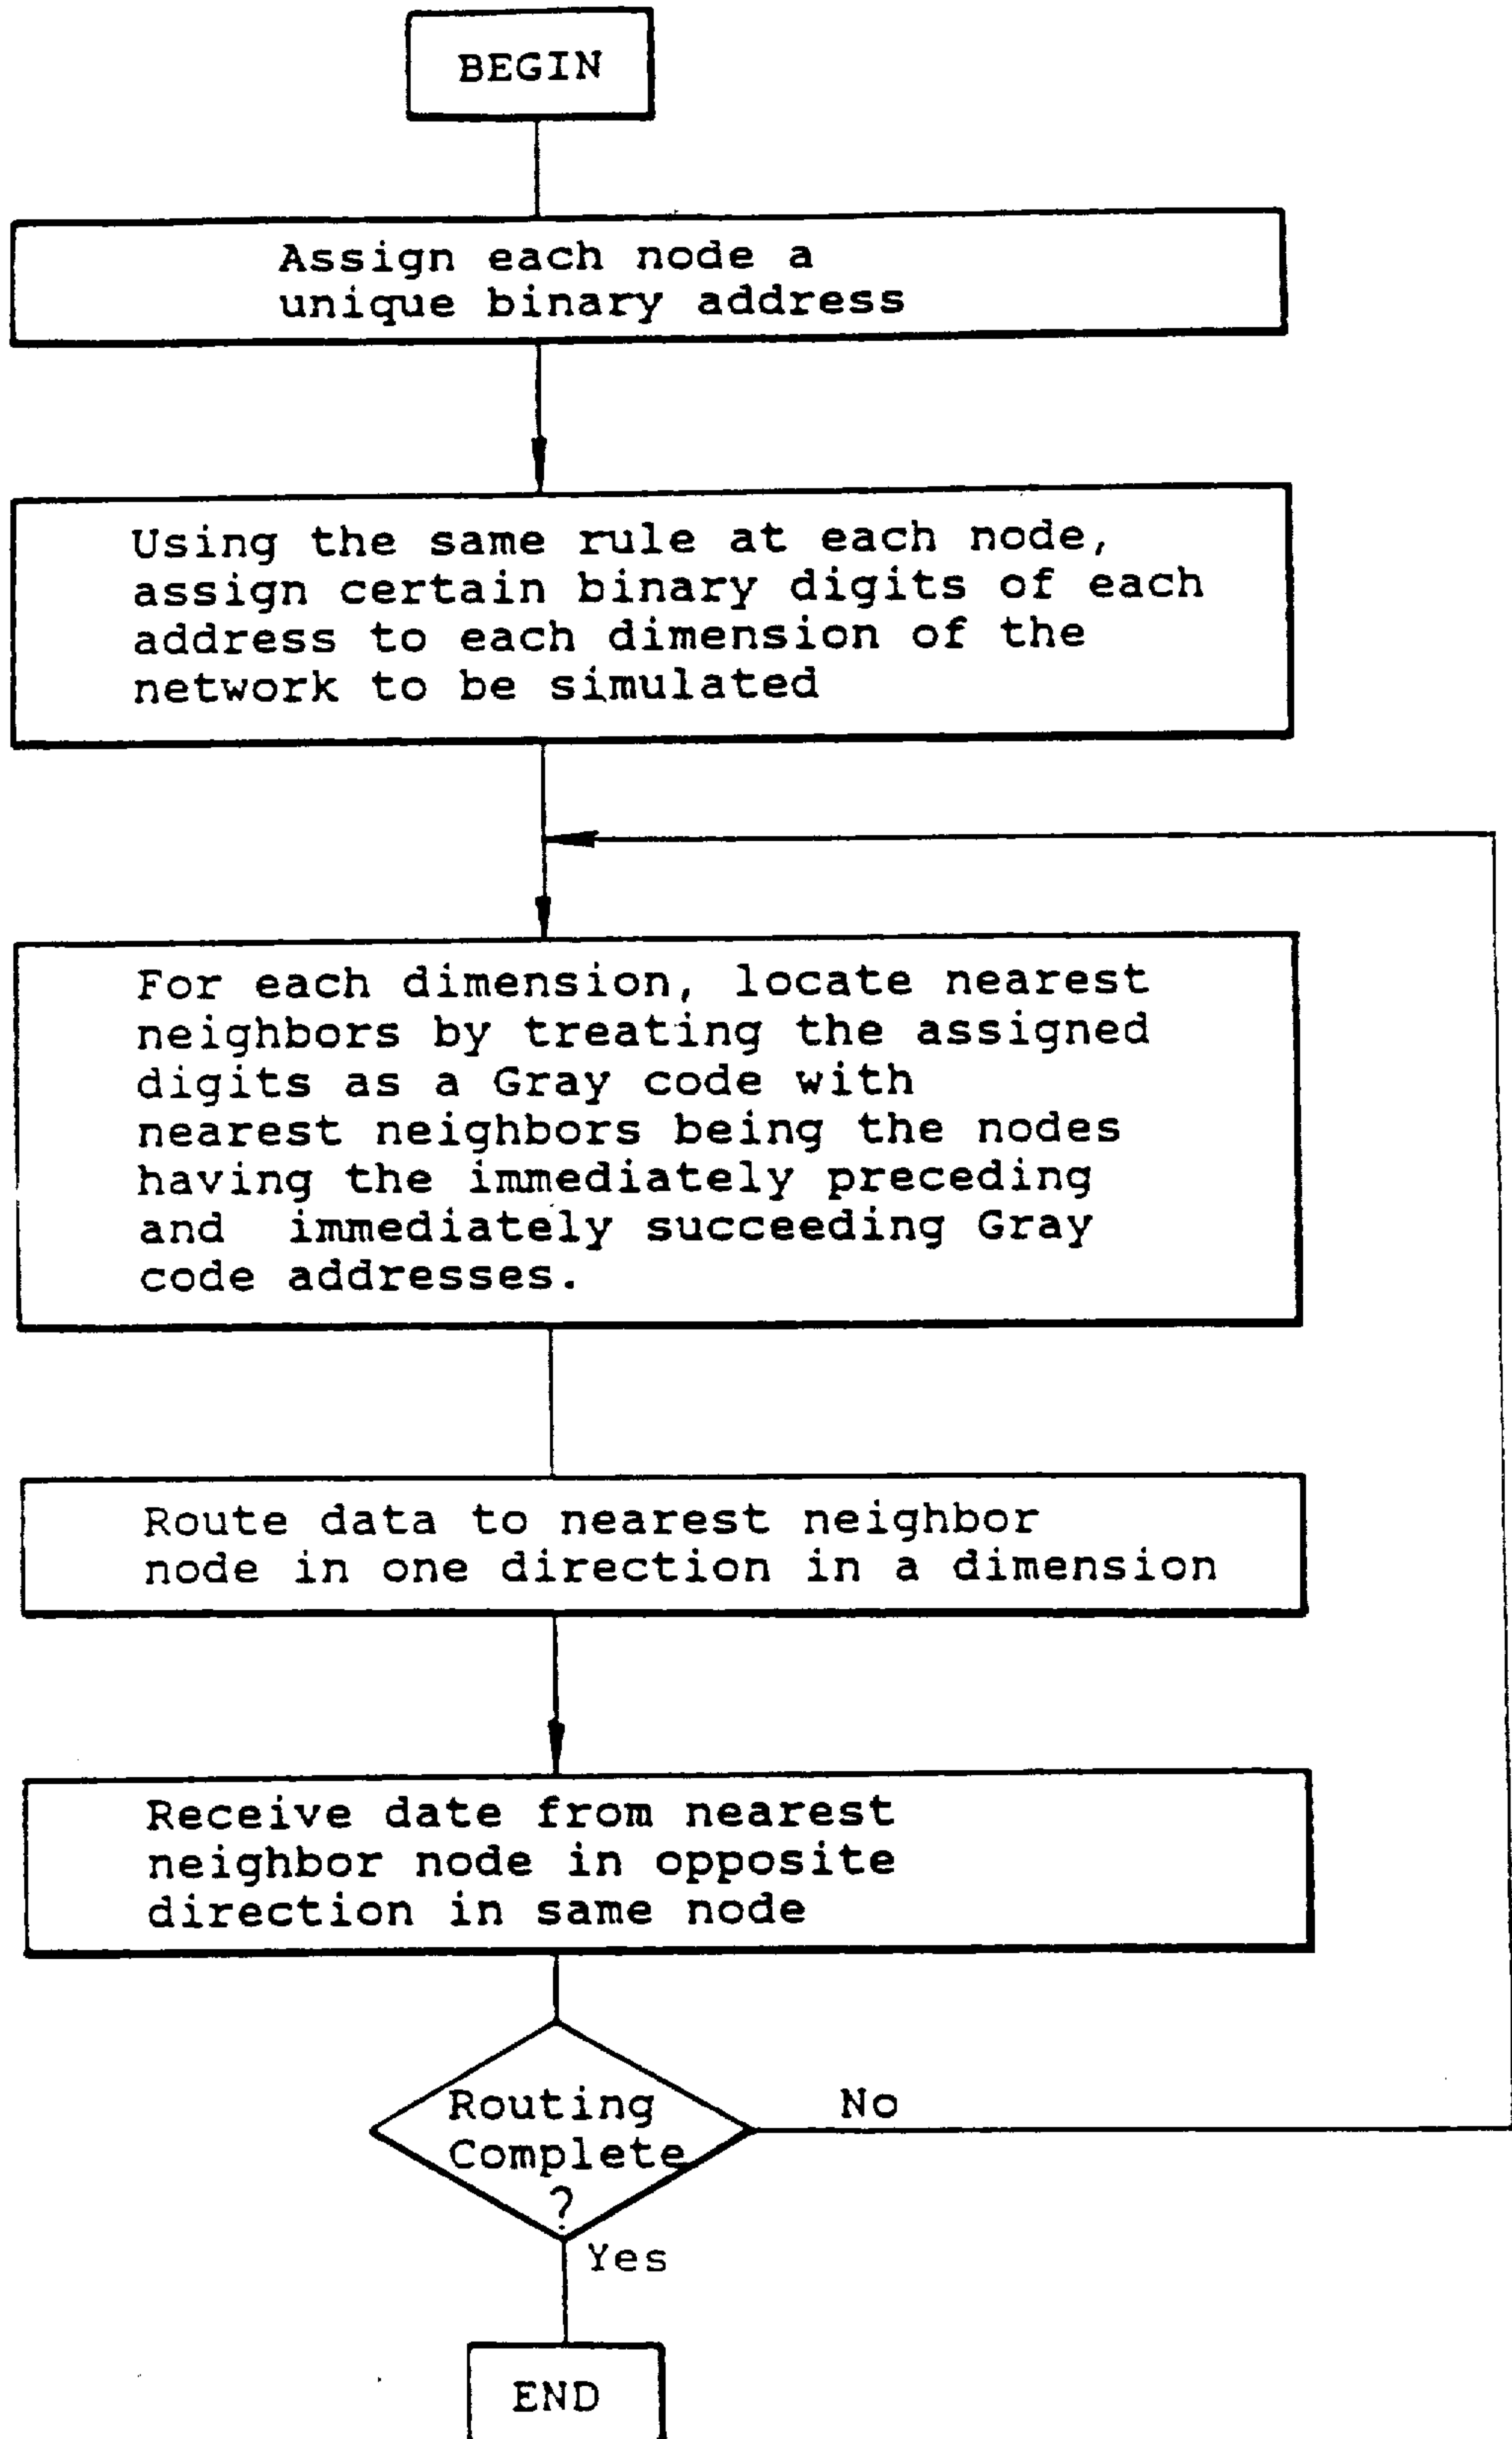 BEGIN
Assign each node a
unique binary address
Using the same rule at each node,
assign certain binary digits of each
address to each dimension of the
network to be simulated
For each dimension, locate nearest
neighbors by treating the assigned
digits as a Gray code with
nearest neighbors being the nodes
having the immediately preceding
and immediately succeeding Gray
code addresses.
Route data to nearest neighbor
node in one direction in a dimension
Receive date from nearest
neighbor node in opposite
direction in same node
Routing
Complete
?
No
Yes
END